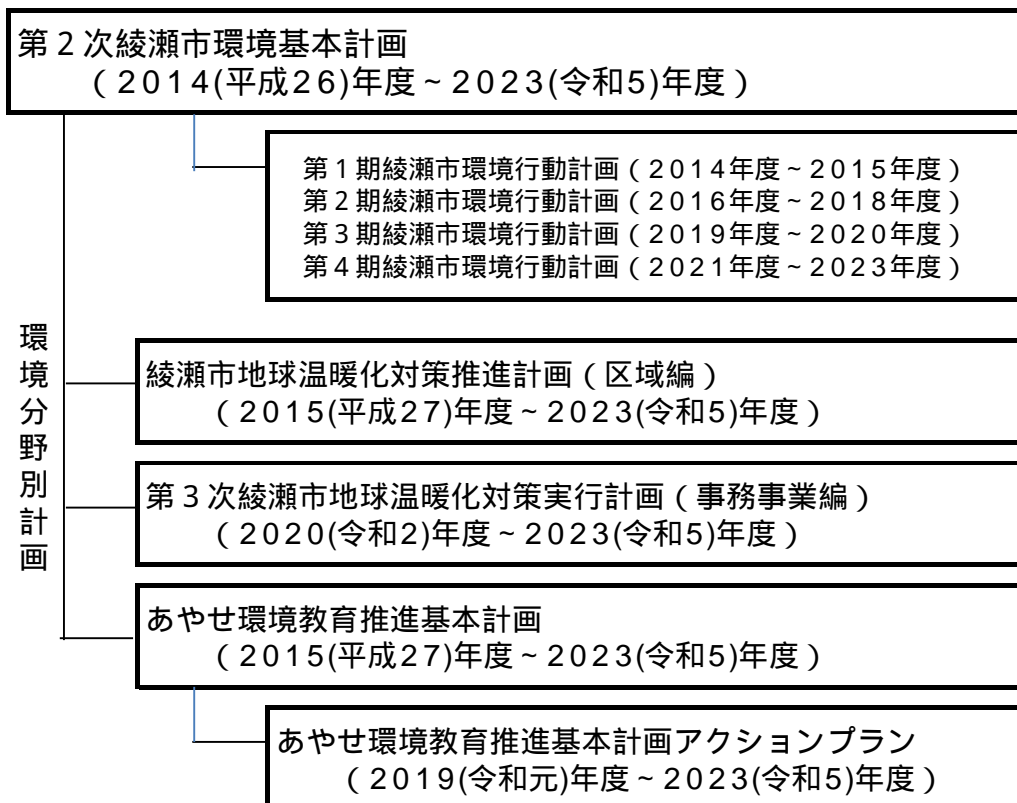 第２次綾瀬市環境基本計画
（2014(平成26)年度～2023(令和5)年度）
第１期綾瀬市環境行動計画（2014年度～2015年度）
第２期綾瀬市環境行動計画（2016年度～2018年度）
第３期綾瀬市環境行動計画（2019年度～2020年度）
第４期綾瀬市環境行動計画（2021年度～2023年度）
環境分野別計画
綾瀬市地球温暖化対策推進計画（区域編）
（2015(平成27)年度～2023(令和5)年度）
第３次綾瀬市地球温暖化対策実行計画（事務事業編）
（2020(令和2)年度～2023(令和5)年度）
あやせ環境教育推進基本計画
（2015(平成27)年度～2023(令和5)年度）
あやせ環境教育推進基本計画アクションプラン
（2019(令和元)年度～2023(令和5)年度）